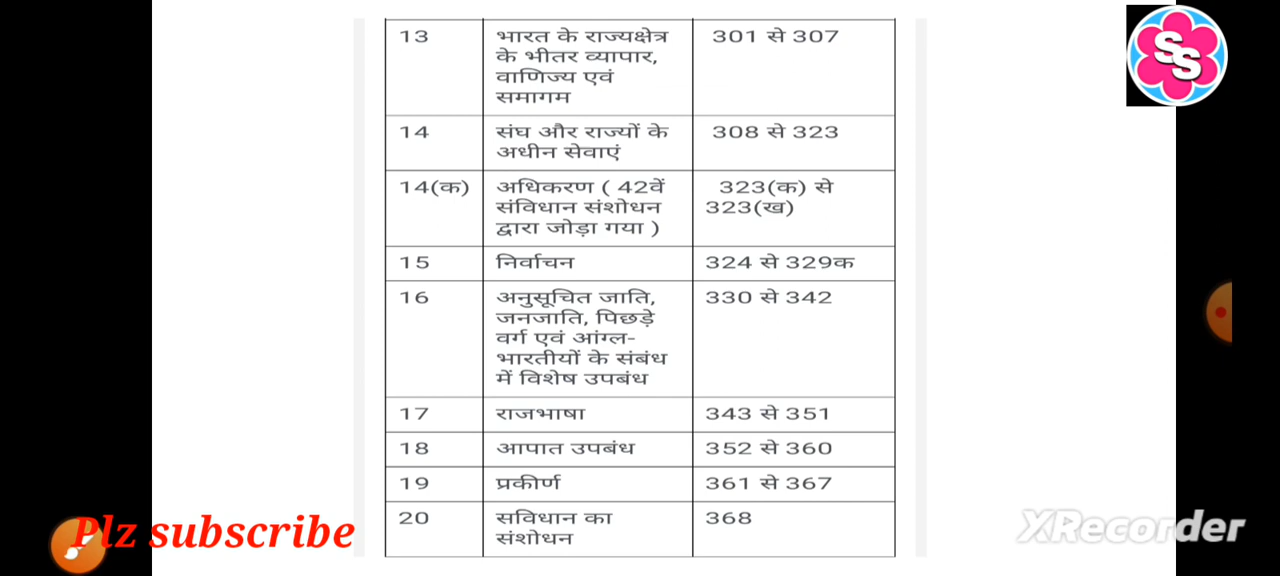 13 भारत के राज्यक्षेत्र 301 से 307
के भीतर व्यापार,
वाणिज्य एवं
समागम
14 संघ और राज्यों के 308 से 323
अधीन सेवाएं
14(क) अधिकरण ( 42वें 323(क) से
संविधान संशोधन 323(ख)
द्वारा जोड़ा गया )
15 निर्वाचन 324 से 329क
16 अनुसूचित जाति, 330 से 342
जनजाति, पिछड़े
वर्ग एवं आंग्ल-
भारतीयों के संबंध
में विशेष उपबंध
17 राजभाषा 343 से 351
18 आपात उपबंध 352 से 360
19 प्रकीर्ण 361 से 367
20 सविधान का 368
संशोधन
SS
Plz subscribe
XRecorder